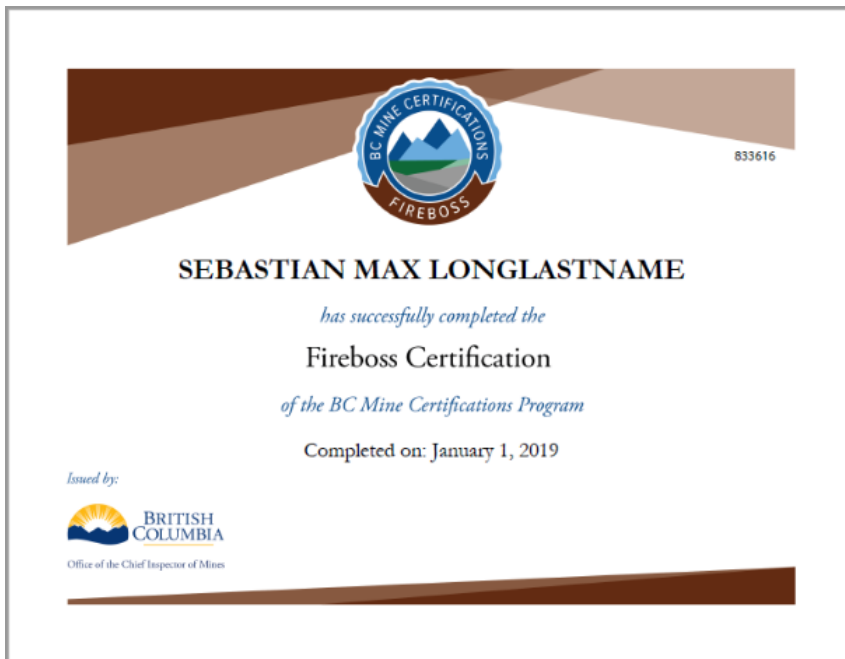 BC MINE CERTIFICATIONS
FIREBOSS
833616
SEBASTIAN MAX LONGLASTNAME
has successfully completed the
Fireboss Certification
of the BC Mine Certifications Program
Completed on: January 1, 2019
Issued by:
BRITISH
COLUMBIA
Office of the Chief Inspector of Mines